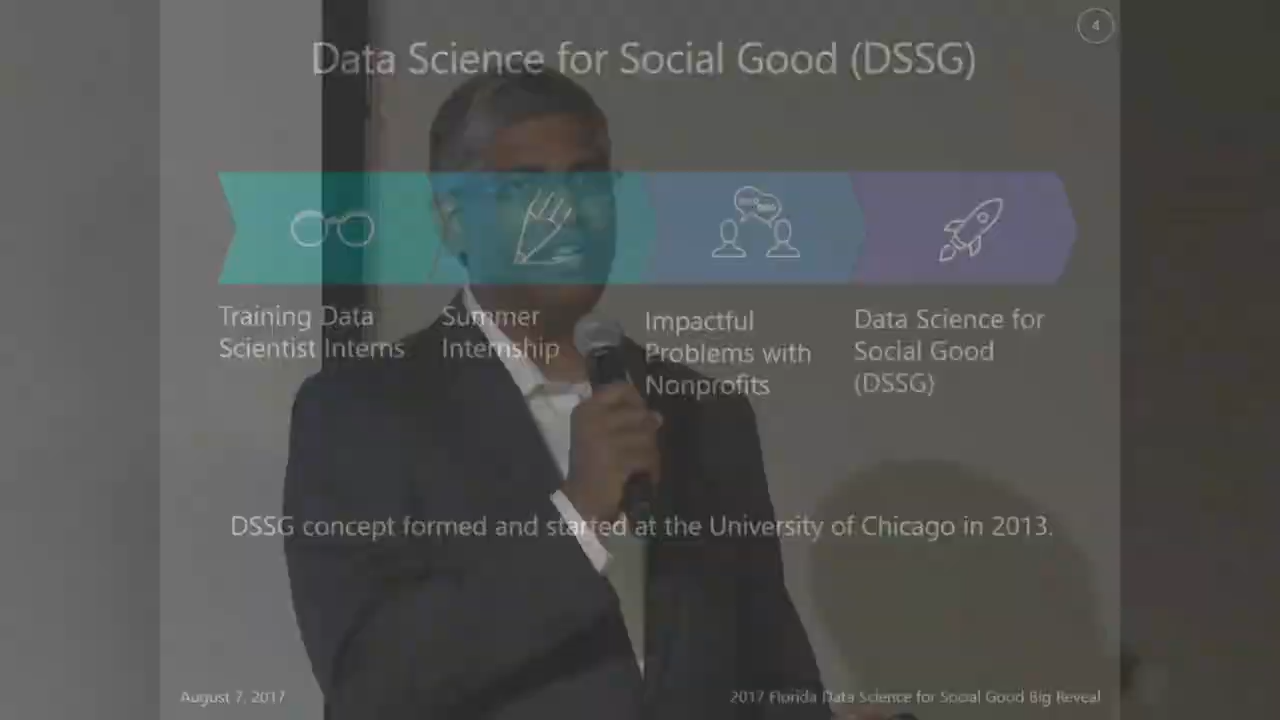 4
Data Science for Social Good (DSSG)
Training Data
Scientist Interns
Summer
Internship
Impactful
Problems with
Nonprofits
Data Science for
Social Good
(DSSG)
DSSG concept formed and started at the University of Chicago in 2013.
August 7, 2017
2017 Florida Data Science for Social Good Big Reveal